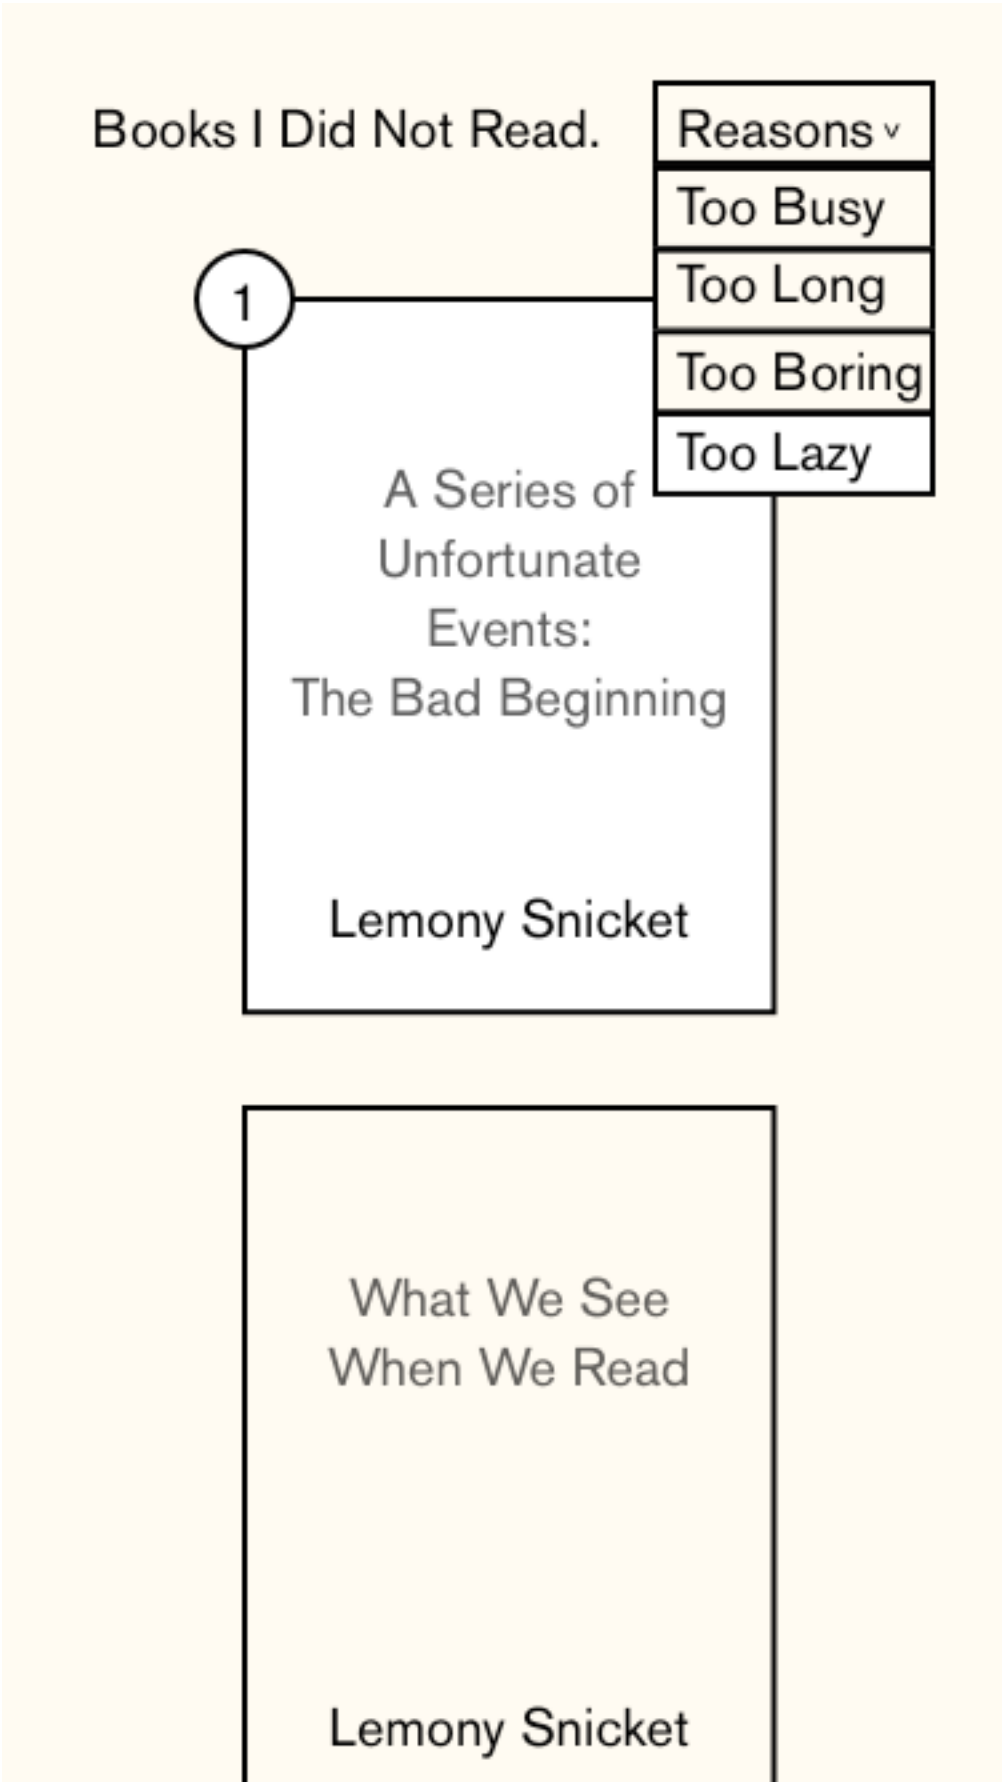 Books I Did Not Read.
Reasons v
Too Busy
Too Long
Too Boring
Too Lazy
1
A Series of
Unfortunate
Events:
The Bad Beginning
Lemony Snicket
What We See
When We Read
Lemony Snicket